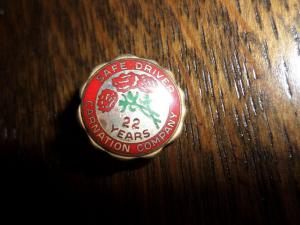 SAFE DRIVER
22
YEARS
CARNATION COMPANY